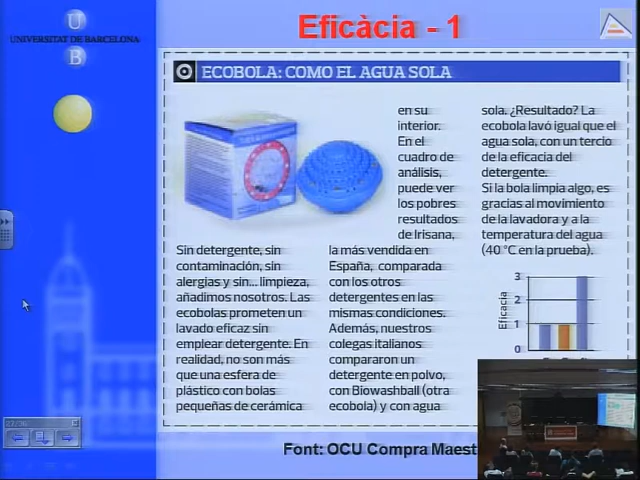 Eficàcia - 1
U
UNIVERSITAT DE BARCELONA
B
ECOBOLA: COMO EL AGUA SOLA
Sin detergente, sin
contaminación, sin
alergias y sin... limpieza,
añadimos nosotros. Las
ecobolas prometen un
lavado eficaz sin
emplear detergente. En
realidad, no son más
que una esfera de
plástico con bolas
pequeñas de cerámica
en su
interior.
En el
cuadro de
análisis,
puede ver
los pobres
resultados
de Irisana,
la más vendida en
España, comparada
con los otros
detergentes en las
mismas condiciones.
Además, nuestros
colegas italianos
compararon un
detergente en polvo,
con Biowashball (otra
ecobola) y con agua
sola. ¿Resultado? La
ecobola lavó igual que el
agua sola, con un tercio
de la eficacia del
detergente.
Si la bola limpia algo, es
gracias al movimiento
de la lavadora y a la
temperatura del agua
(40 °C en la prueba).
Eficacia
3
2
1
0
Font: OCU Compra Maest